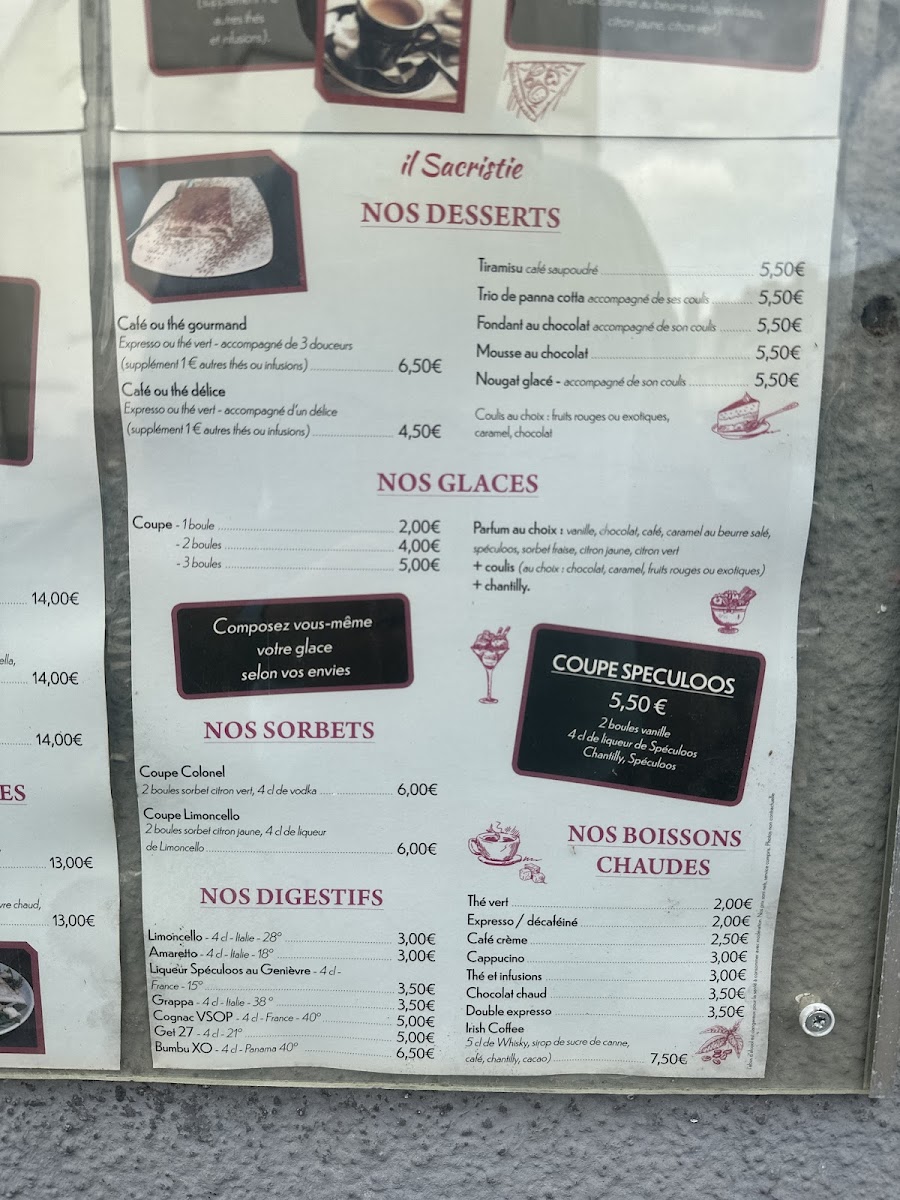 autres thés
et infusions).
citron jaune, citron vert)
il Sacristie
NOS DESSERTS
Café ou thé gourmand
Expresso ou thé vert - accompagné de 3 douceurs
(supplément 1€ autres thés ou infusions) 6,50€
Café ou thé délice
Expresso ou thé vert - accompagné d'un délice
(supplément 1€ autres thés ou infusions) 4,50€
Tiramisu café saupoudré 5,50€
Trio de panna cotta accompagné de ses coulis 5,50€
Fondant au chocolat accompagné de son coulis 5,50€
Mousse au chocolat 5,50€
Nougat glacé - accompagné de son coulis 5,50€
Coulis au choix : fruits rouges ou exotiques,
caramel, chocolat
NOS GLACES
Coupe - 1 boule 2,00€
- 2 boules 4,00€
- 3 boules 5,00€
Parfum au choix : vanille, chocolat, café, caramel au beurre salé,
spéculoos, sorbet fraise, citron jaune, citron vert
+ coulis (au choix : chocolat, caramel, fruits rouges ou exotiques)
+ chantilly.
Composez vous-même
votre glace
selon vos envies
COUPE SPECULOOS
5,50 €
2 boules vanille
4 cl de liqueur de Spéculoos
Chantilly, Spéculoos
NOS SORBETS
Coupe Colonel
2 boules sorbet citron vert, 4 cl de vodka 6,00€
Coupe Limoncello
2 boules sorbet citron jaune, 4 cl de liqueur
de Limoncello 6,00€
NOS DIGESTIFS
Limoncello - 4 cl - Italie - 28° 3,00€
Amaretto - 4 cl - Italie - 18° 3,00€
Liqueur Spéculoos au Genièvre - 4 cl -
France - 15° 3,50€
Grappa - 4 cl - Italie - 38 ° 3,50€
Cognac VSOP - 4 cl - France - 40° 5,00€
Get 27 - 4 cl - 21° 5,00€
Bumbu XO - 4 cl - Panama 40° 6,50€
NOS BOISSONS
CHAUDES
Thé vert 2,00€
Expresso / décaféiné 2,00€
Café crème 2,50€
Cappucino 3,00€
Thé et infusions 3,00€
Chocolat chaud 3,50€
Double expresso 3,50€
Irish Coffee
5 cl de Whisky, sirop de sucre de canne,
café, chantilly, cacao) 7,50€
14,00€
ella,
14,00€
14,00€
ES
13,00€
vre chaud,
13,00€